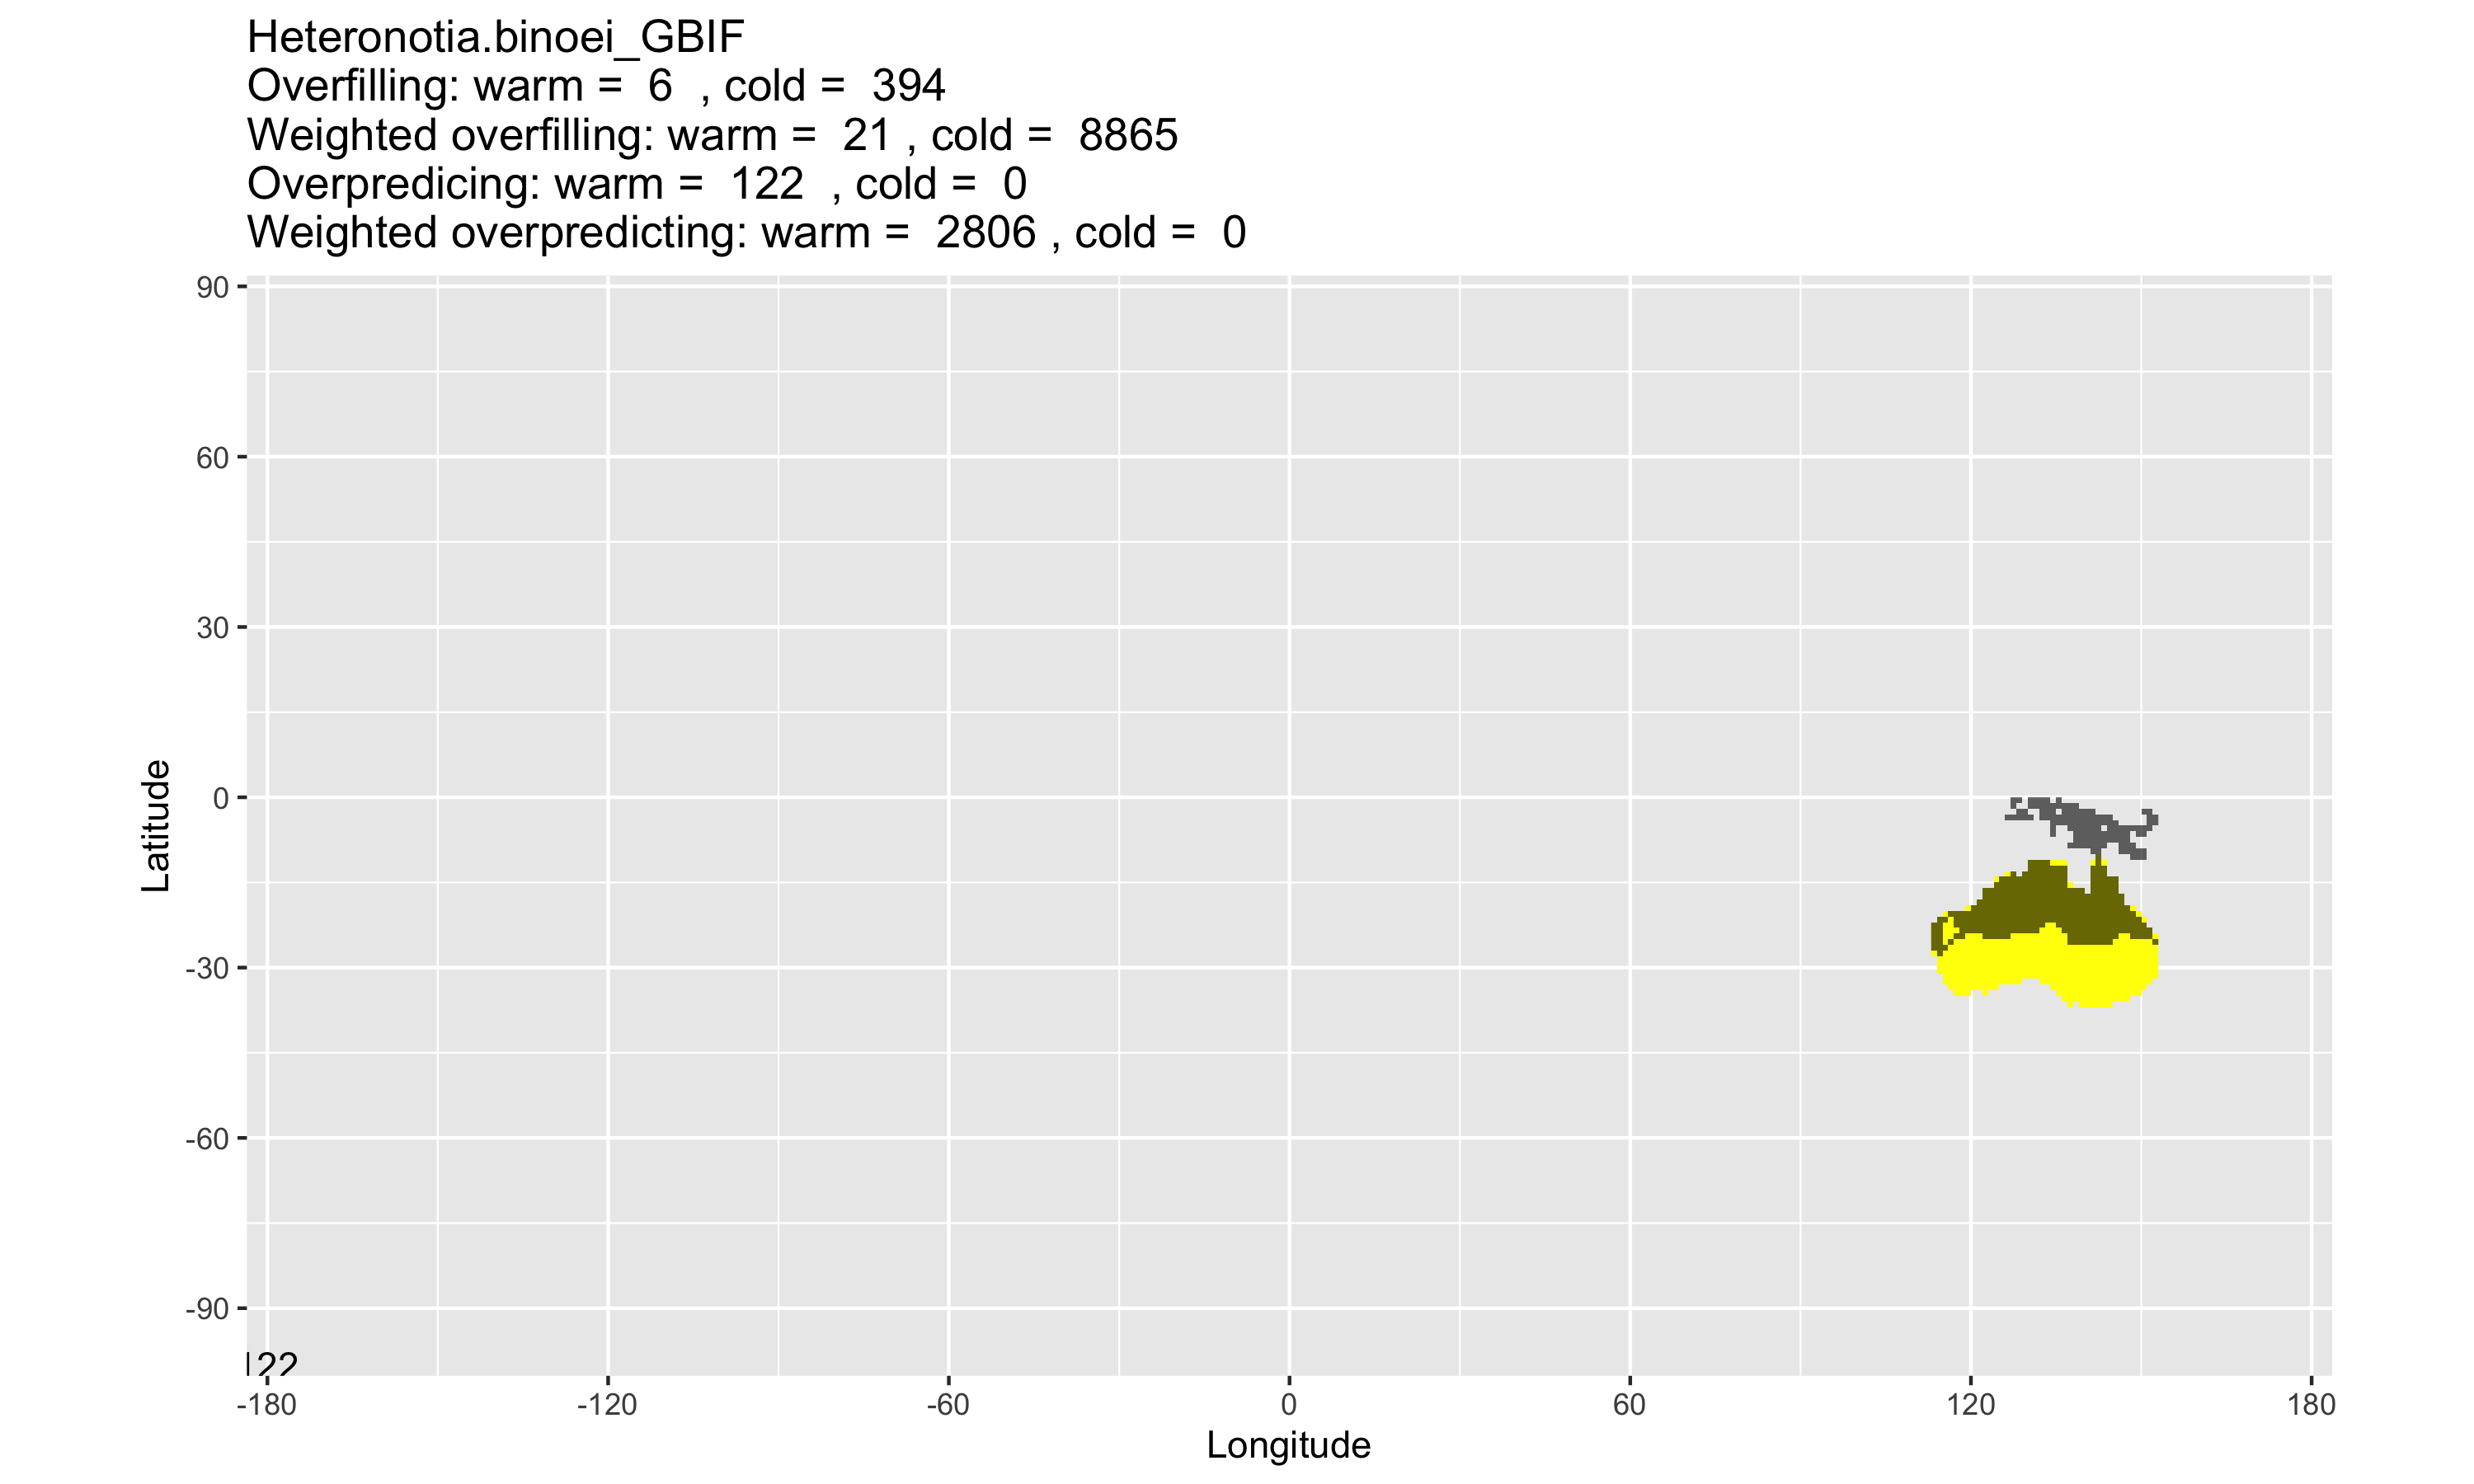 Heteronotia.binoei_GBIF
Overfilling: warm =  6  , cold =  394
Weighted overfilling: warm =  21 , cold =  8865
Overpredicing: warm =  122  , cold =  0
Weighted overpredicting: warm =  2806 , cold =  0
90
60
30
0
-30
-60
-90
Latitude
22
-180 -120 -60 0 60 120 180
Longitude